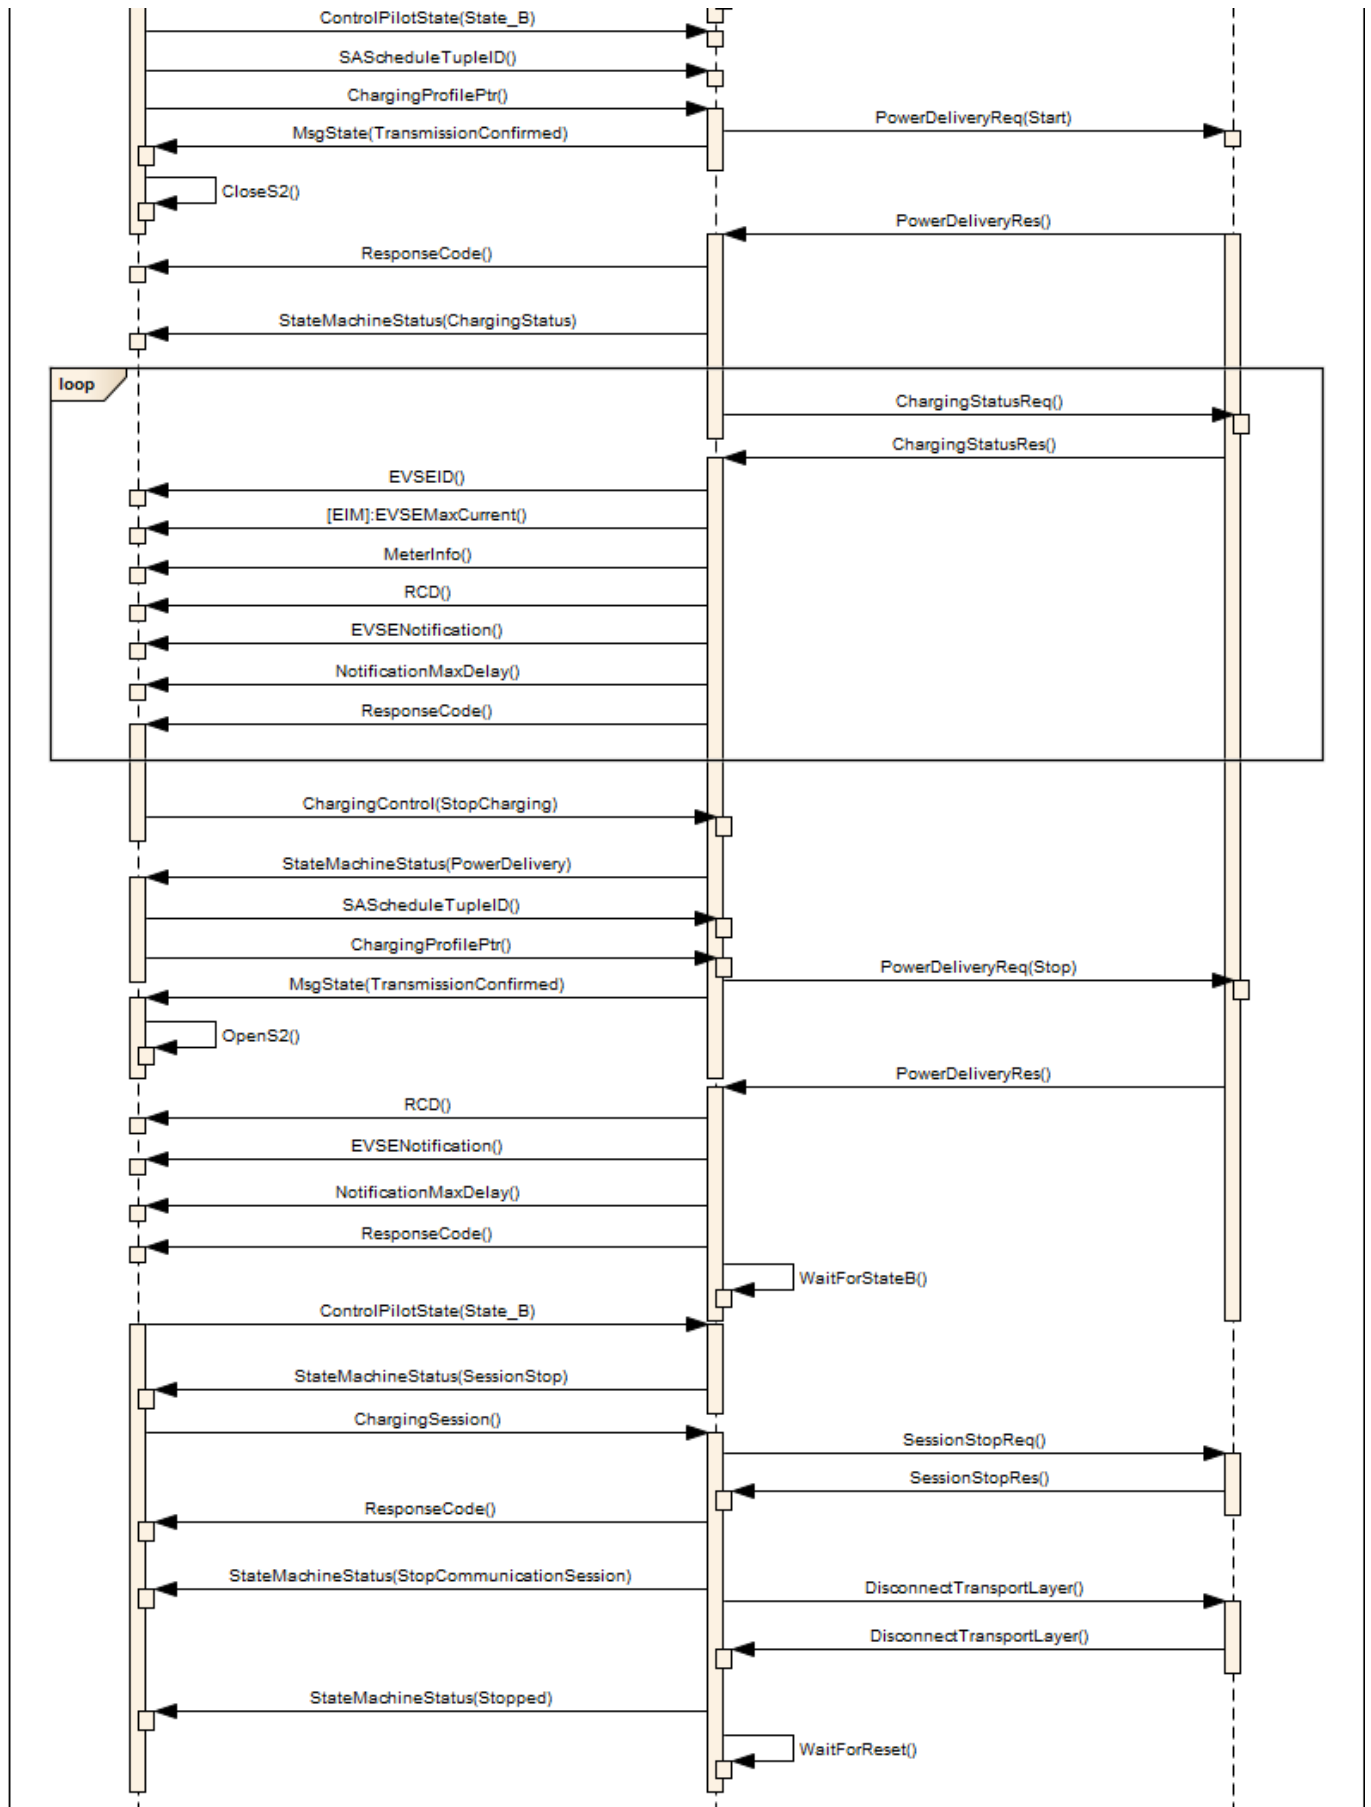 ControlPilotState(State_B)
SAScheduleTupleID()
ChargingProfilePtr()
PowerDeliveryReq(Start)
MsgState(TransmissionConfirmed)
CloseS2()
PowerDeliveryRes()
ResponseCode()
StateMachineStatus(ChargingStatus)
loop
ChargingStatusReq()
ChargingStatusRes()
EVSEID()
[EIM]:EVSEMaxCurrent()
MeterInfo()
RCD()
EVSENotification()
NotificationMaxDelay()
ResponseCode()
ChargingControl(StopCharging)
StateMachineStatus(PowerDelivery)
SAScheduleTupleID()
ChargingProfilePtr()
PowerDeliveryReq(Stop)
MsgState(TransmissionConfirmed)
OpenS2()
PowerDeliveryRes()
RCD()
EVSENotification()
NotificationMaxDelay()
ResponseCode()
WaitForStateB()
ControlPilotState(State_B)
StateMachineStatus(SessionStop)
ChargingSession()
SessionStopReq()
SessionStopRes()
ResponseCode()
StateMachineStatus(StopCommunicationSession)
DisconnectTransportLayer()
DisconnectTransportLayer()
StateMachineStatus(Stopped)
WaitForReset()